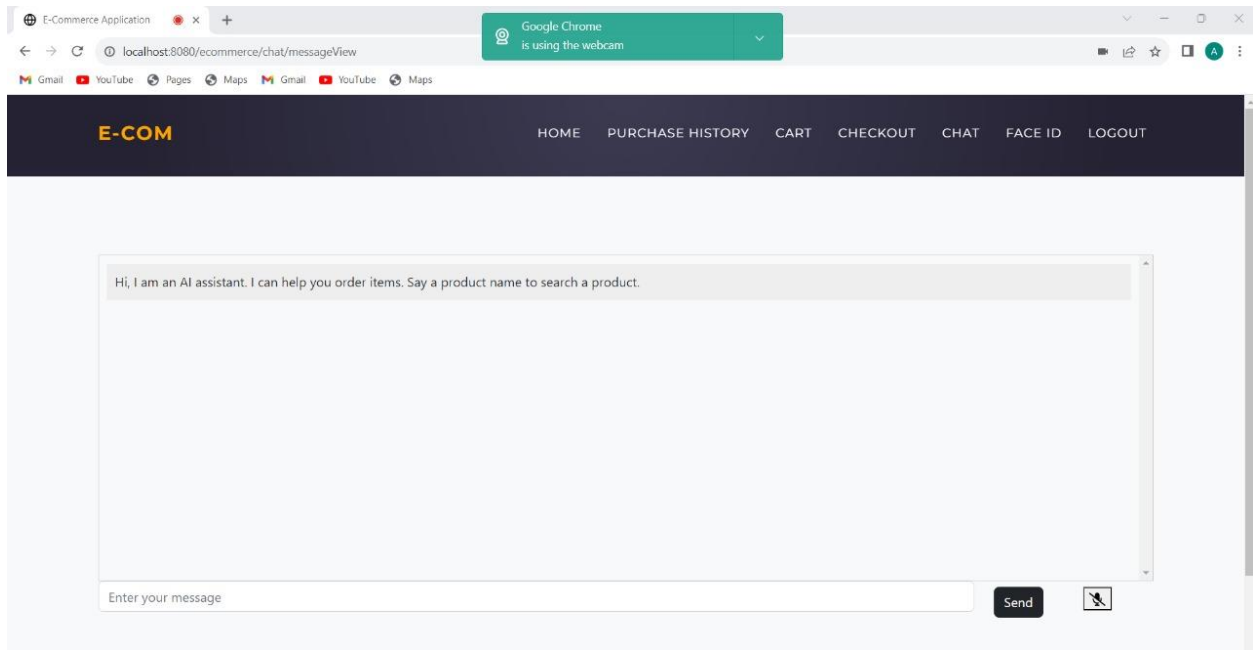 E-Commerce Application
Google Chrome
is using the webcam
localhost:8080/ecommerce/chat/messageView
A
Gmail YouTube Pages Maps Gmail YouTube Maps
E-COM HOME PURCHASE HISTORY CART CHECKOUT CHAT FACE ID LOGOUT
Hi, I am an AI assistant. I can help you order items. Say a product name to search a product.
Enter your message Send